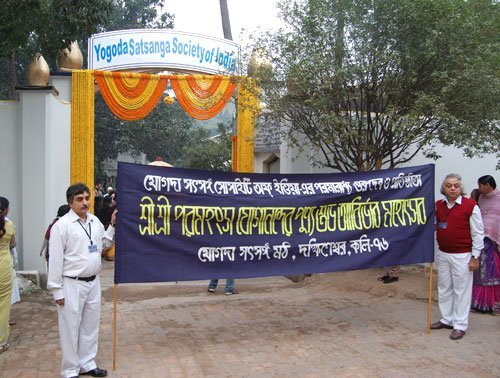 Yogoda Satsanga Society of India
যোগদা সৎসঙ্গ সোসাইটি অফ ইন্ডিয়া-এর পরমারাধ্য গুরুদেব ও প্রতিষ্ঠাতা
শ্রীশ্রী পরমহংস যোগানন্দের পুণ্য শুভ আবির্ভাব মহোৎসব
যোগদা সৎসঙ্গ মঠ, দক্ষিণেশ্বর, কলি-৭৬